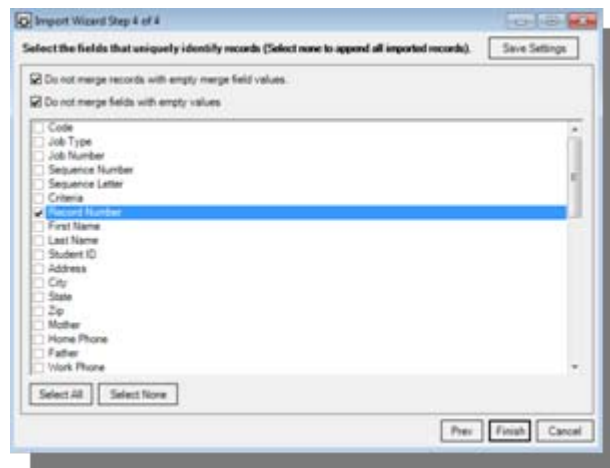 Import Wizard Step 4 of 4
Select the fields that uniquely identify records (Select none to append all imported records).
Save Settings
Do not merge records with empty merge field values.
Do not merge fields with empty values
Code
Job Type
Job Number
Sequence Number
Sequence Letter
Criteria
Record Number
First Name
Last Name
Student ID
Address
City
State
Zip
Mother
Home Phone
Father
Work Phone
Select All
Select None
Prev
Finish
Cancel